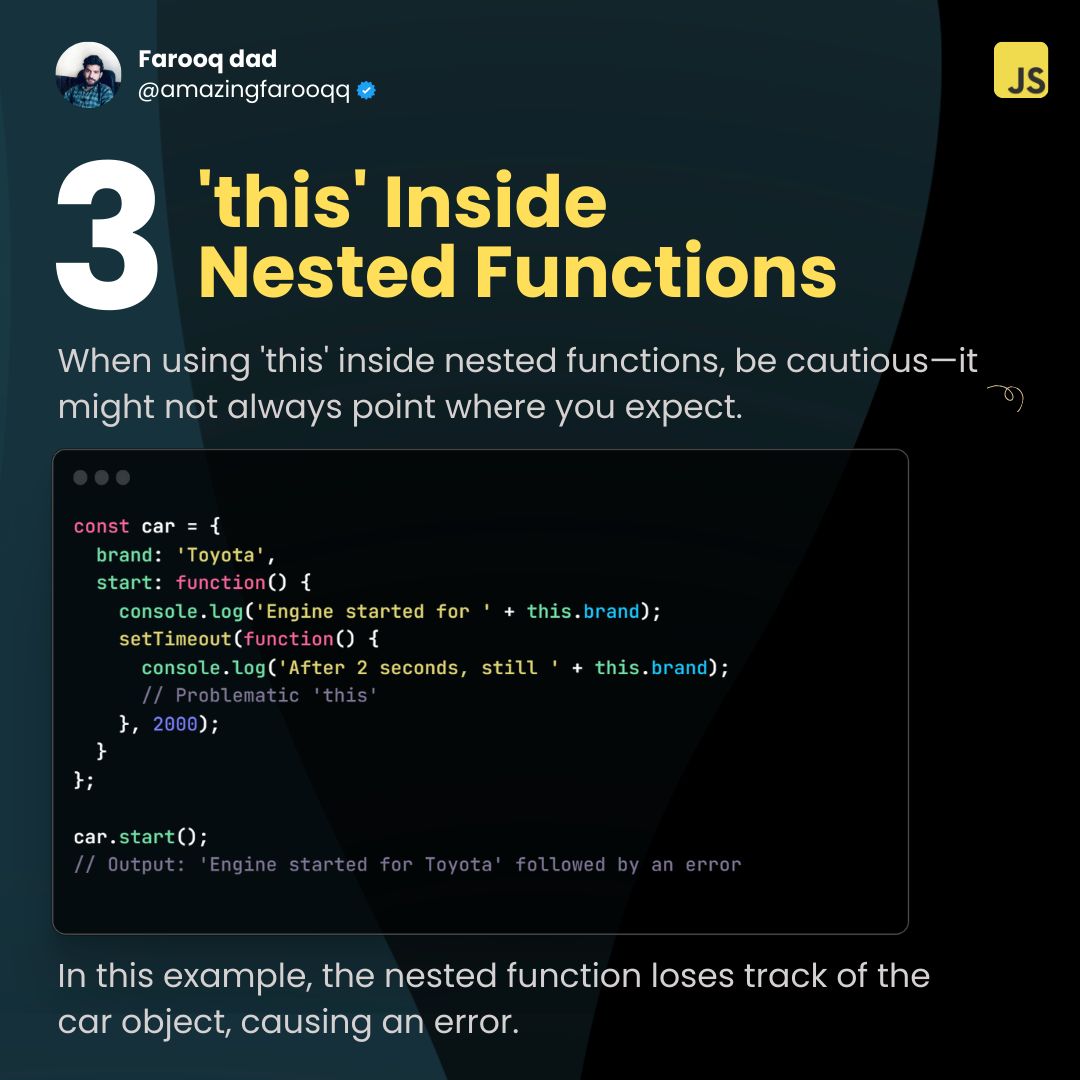 Farooq dad
@amazingfarooqq
JS
3
'this' Inside
Nested Functions
When using 'this' inside nested functions, be cautious—it
might not always point where you expect.
const car = {
  brand: 'Toyota',
  start: function() {
    console.log('Engine started for ' + this.brand);
    setTimeout(function() {
      console.log('After 2 seconds, still ' + this.brand);
      // Problematic 'this'
    }, 2000);
  }
};
car.start();
// Output: 'Engine started for Toyota' followed by an error
In this example, the nested function loses track of the
car object, causing an error.